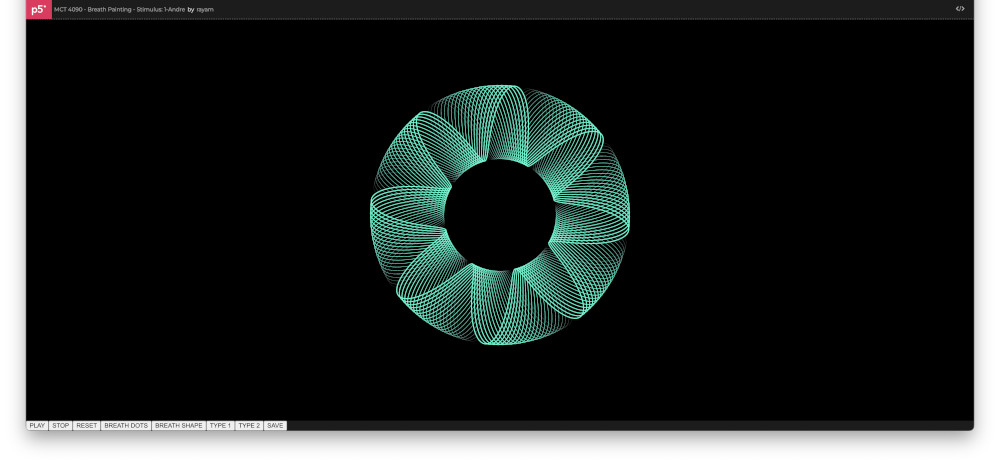 p5* MCT 4090 - Breath Painting - Stimulus: 1-Andre by rayam </>
PLAY STOP RESET BREATH DOTS BREATH SHAPE TYPE 1 TYPE 2 SAVE